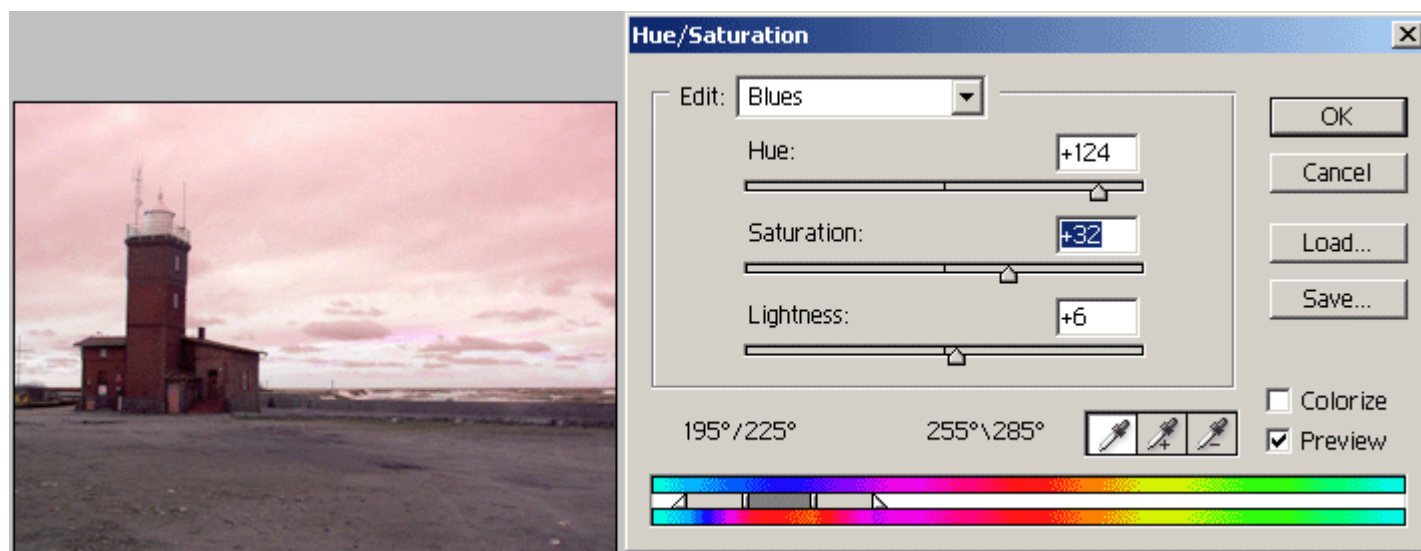 Hue/Saturation
Edit: Blues
OK
Hue: +124
Cancel
Saturation: +32
Load...
Save...
Lightness: +6
Colorize
195°/225° 255°\285°
Preview